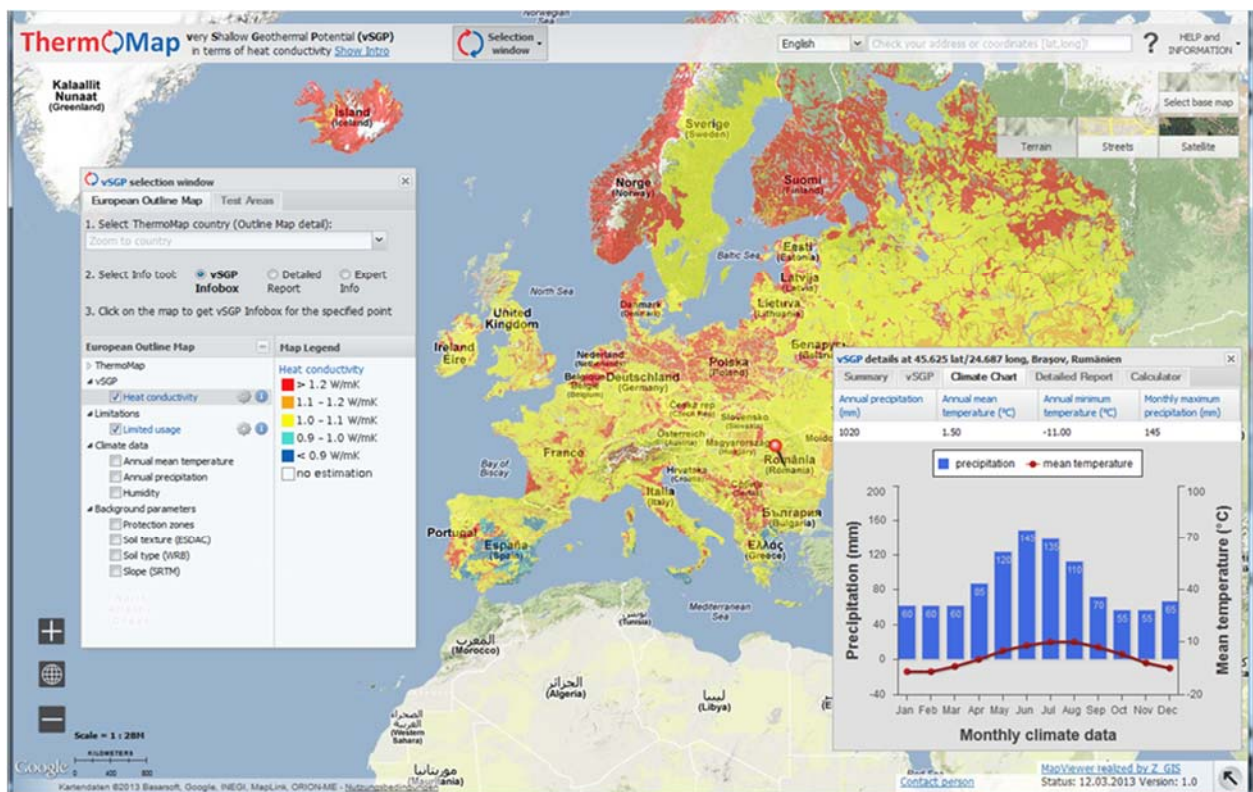 ThermoMap
very Shallow Geothermal Potential (vSGP)
in terms of heat conductivity Show Intro
Selection
window
English
Check your address or coordinates [lat,long]!
?
HELP and
INFORMATION
Select base map
Terrain
Streets
Satellite
Norwegian
Sea
Kalaallit
Nunaat
(Greenland)
Island
(Iceland)
Sverige
(Sweden)
Norge
(Norway)
Suomi
(Finland)
Eesti
(Estonia)
Baltic Sea
Latvija
(Latvia)
Lietuva
(Lithuania)
North Sea
Danmark
(Denmark)
United
Kingdom
Ireland
Éire
Nederland
(Netherlands)
Polska
(Poland)
België
(Belgium)
Deutschland
(Germany)
Slovensko
(Slovakia)
Österreich
(Austria)
Magyarország
(Hungary)
France
Bay of
Biscay
Hrvatska
(Croatia)
România
(Romania)
Italia
(Italy)
България
(Bulgaria)
Portugal
España
(Spain)
Ελλάς
(Greece)
Mediterranean
Sea
تونس
(Tunisia)
المغرب
(Morocco)
الجزائر
(Algeria)
ليبيا
(Libya)
الصحراء
الغربية
(Western
Sahara)
موريتانيا
(Mauritania)
vSGP selection window
European Outline Map
Test Areas
1. Select ThermoMap country (Outline Map detail):
Zoom to country
2. Select Info tool:
vSGP
Infobox
Detailed
Report
Expert
Info
3. Click on the map to get vSGP Infobox for the specified point
European Outline Map
ThermoMap
vSGP
Heat conductivity
Limitations
Limited usage
Climate data
Annual mean temperature
Annual precipitation
Humidity
Background parameters
Protection zones
Soil texture (ESDAC)
Soil type (WRB)
Slope (SRTM)
Map Legend
Heat conductivity
> 1.2 W/mK
1.1 - 1.2 W/mK
1.0 - 1.1 W/mK
0.9 - 1.0 W/mK
< 0.9 W/mK
no estimation
vSGP details at 45.625 lat/24.687 long, Braşov, Rumänien
Summary vSGP Climate Chart Detailed Report Calculator
Annual precipitation
(mm)
Annual mean
temperature (°C)
Annual minimum
temperature (°C)
Monthly maximum
precipitation (mm)
1020 1.50 -11.00 145
precipitation mean temperature
Precipitation (mm)
200
160
120
80
40
0
-40
60 60 60 85 120 145 135 110 70 55 55 65
100
70
40
10
-20
Mean temperature (°C)
Jan Feb Mar Apr May Jun Jul Aug Sep Oct Nov Dec
Monthly climate data
Scale = 1 : 28M
KILOMETERS
0 400 800
Google
Kartendaten ©2013 Basarsoft, Google, INEGI, MapLink, ORION-ME - Nutzungsbedingungen
Contact person
MapViewer realized by Z_GIS
Status: 12.03.2013 Version: 1.0